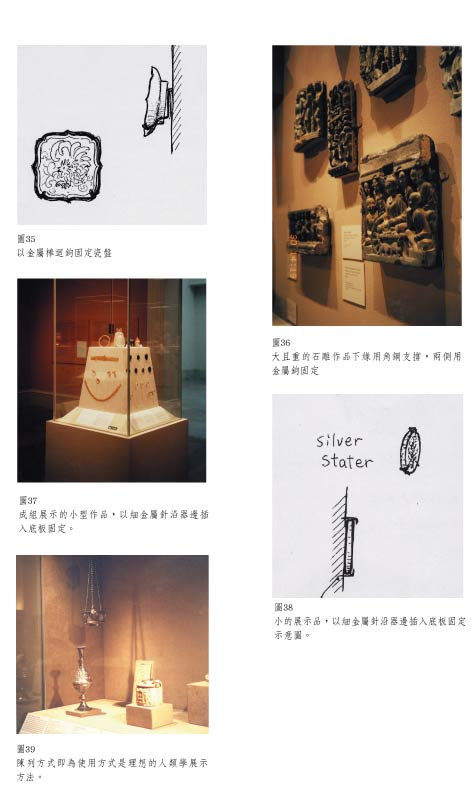 圖35
以金屬棒迴鉤固定瓷盤
圖36
大且重的石雕作品下緣用角鋼支撐，兩側用
金屬鉤固定
圖37
成組展示的小型作品，以細金屬針沿器邊插
入底板固定。
silver
stater
圖38
小的展示品，以細金屬針沿器邊插入底板固定
示意圖。
圖39
陳列方式即為使用方式是理想的人類學展示
方法。